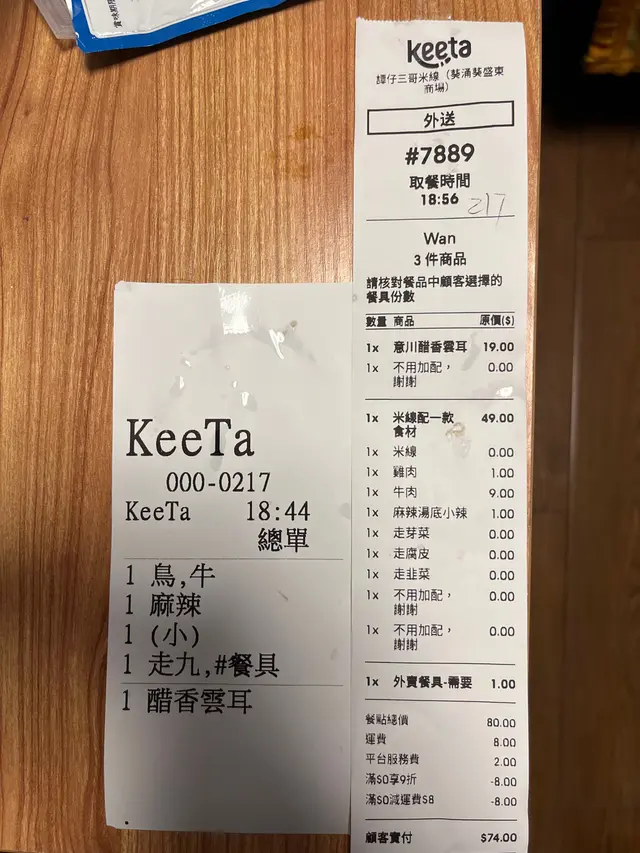 賞味期限
KeeTa
000-0217
KeeTa 18:44
總單
1 鳥,牛
1 麻辣
1 (小)
1 走九,#餐具
1 醋香雲耳
Keeta
譚仔三哥米線（葵涌葵盛東
商場）
外送
#7889
取餐時間
18:56
217
Wan
3 件商品
請核對餐品中顧客選擇的
餐具份數
數量 商品 原價($)
1x 意川醋香雲耳 19.00
1x 不用加配， 0.00
謝謝
1x 米線配一款 49.00
食材
1x 米線 0.00
1x 雞肉 1.00
1x 牛肉 9.00
1x 麻辣湯底小辣 1.00
1x 走芽菜 0.00
1x 走腐皮 0.00
1x 走韭菜 0.00
1x 不用加配， 0.00
謝謝
1x 不用加配， 0.00
謝謝
1x 外賣餐具-需要 1.00
餐點總價 80.00
運費 8.00
平台服務費 2.00
滿$0享9折 -8.00
滿$0減運費$8 -8.00
顧客實付 $74.00